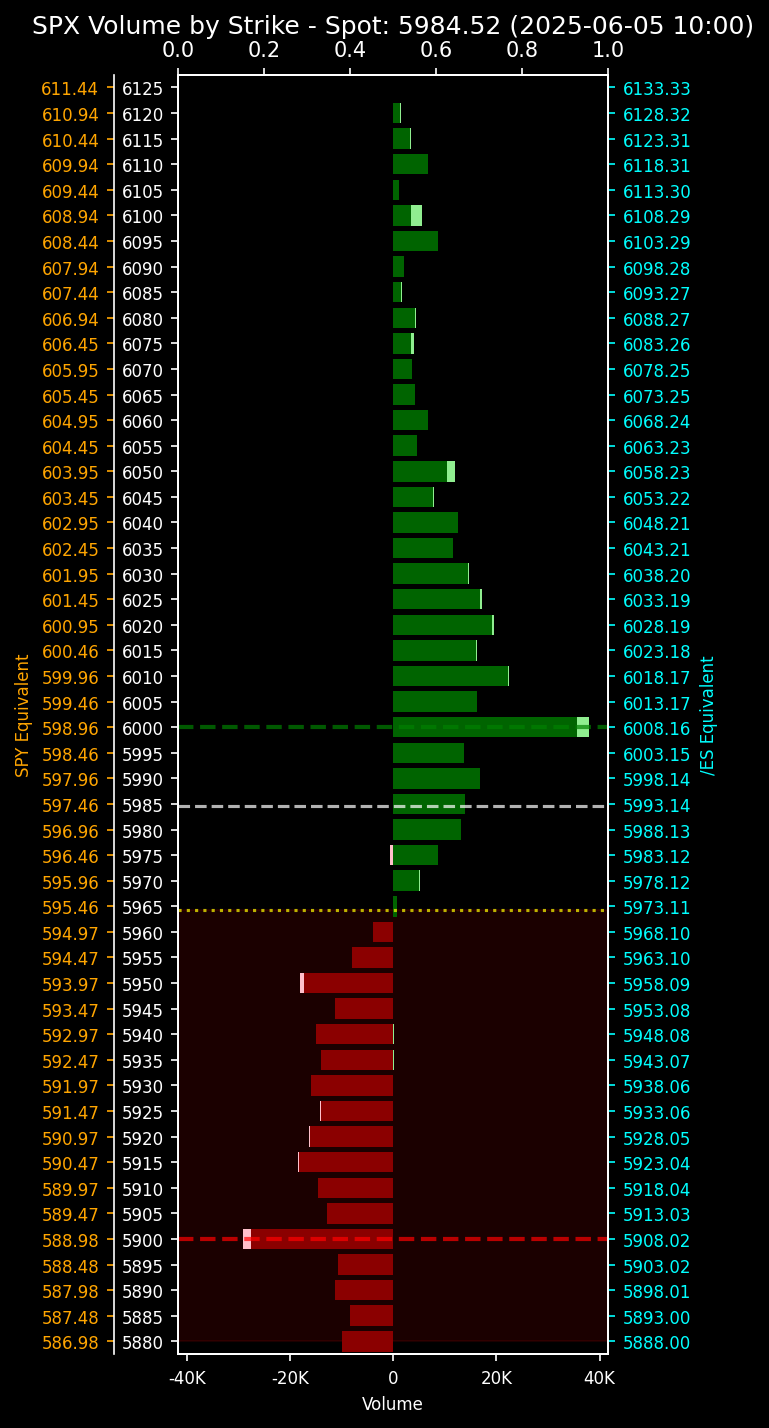 SPX Volume by Strike - Spot: 5984.52 (2025-06-05 10:00)
0.0 0.2 0.4 0.6 0.8 1.0
611.44 6125 6133.33
610.94 6120 6128.32
610.44 6115 6123.31
609.94 6110 6118.31
609.44 6105 6113.30
608.94 6100 6108.29
608.44 6095 6103.29
607.94 6090 6098.28
607.44 6085 6093.27
606.94 6080 6088.27
606.45 6075 6083.26
605.95 6070 6078.25
605.45 6065 6073.25
604.95 6060 6068.24
604.45 6055 6063.23
603.95 6050 6058.23
603.45 6045 6053.22
602.95 6040 6048.21
602.45 6035 6043.21
601.95 6030 6038.20
601.45 6025 6033.19
600.95 6020 6028.19
600.46 6015 6023.18
599.96 6010 6018.17
599.46 6005 6013.17
598.96 6000 6008.16
598.46 5995 6003.15
597.96 5990 5998.14
597.46 5985 5993.14
596.96 5980 5988.13
596.46 5975 5983.12
595.96 5970 5978.12
595.46 5965 5973.11
594.97 5960 5968.10
594.47 5955 5963.10
593.97 5950 5958.09
593.47 5945 5953.08
592.97 5940 5948.08
592.47 5935 5943.07
591.97 5930 5938.06
591.47 5925 5933.06
590.97 5920 5928.05
590.47 5915 5923.04
589.97 5910 5918.04
589.47 5905 5913.03
588.98 5900 5908.02
588.48 5895 5903.02
587.98 5890 5898.01
587.48 5885 5893.00
586.98 5880 5888.00
SPY Equivalent
/ES Equivalent
-40K -20K 0 20K 40K
Volume